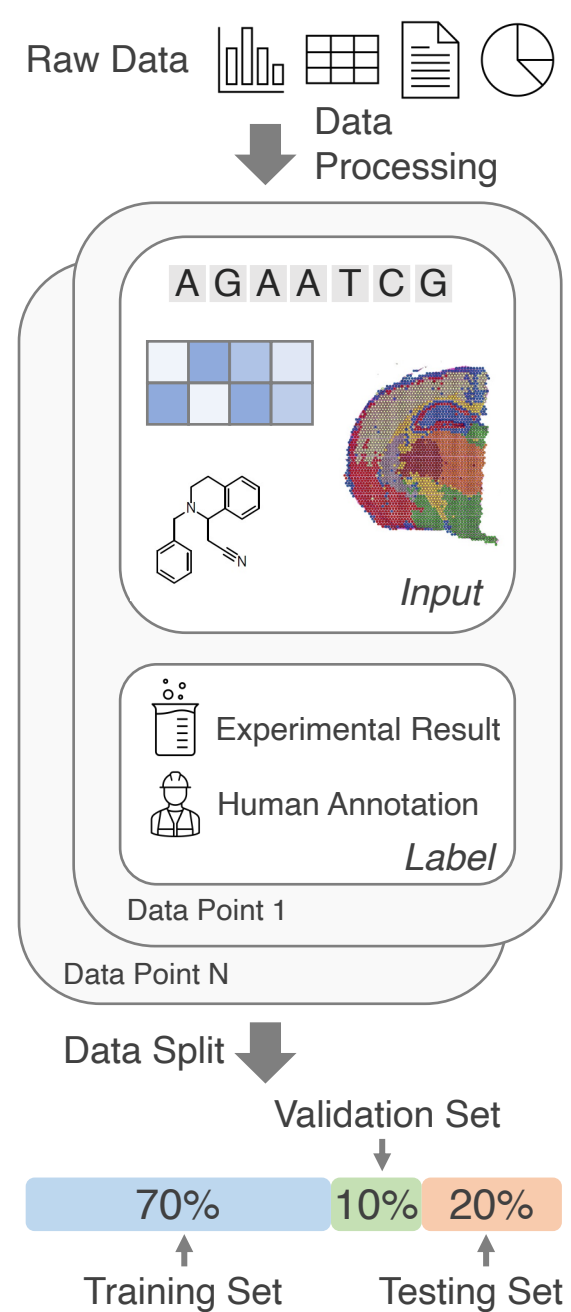 Raw Data
Data
Processing
A G A A T C G
N
N
Input
Experimental Result
Human Annotation
Label
Data Point 1
Data Point N
Data Split
Validation Set
70% 10% 20%
Training Set Testing Set